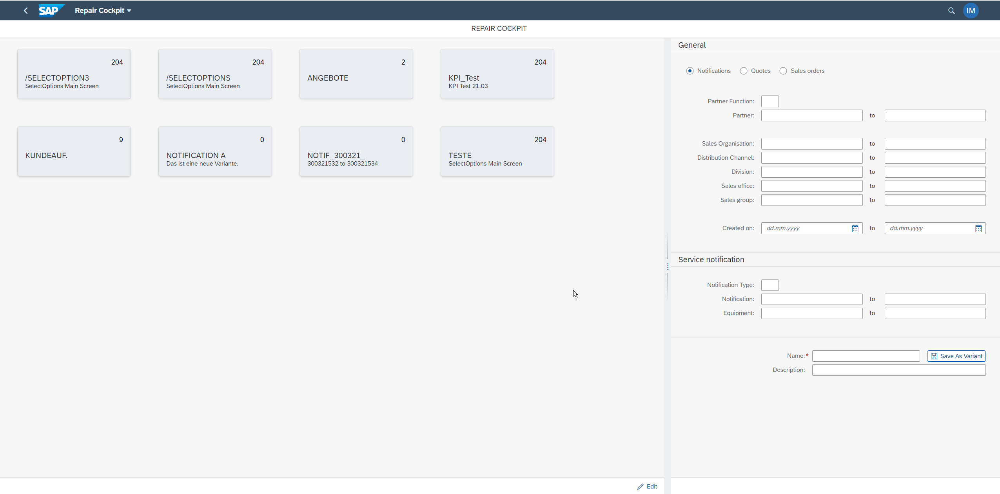 SAP
Repair Cockpit
IM
REPAIR COCKPIT
204
/SELECTOPTION3
SelectOptions Main Screen
204
/SELECTOPTIONS
SelectOptions Main Screen
2
ANGEBOTE
204
KPI_Test
KPI Test 21.03
9
KUNDEAUF.
0
NOTIFICATION A
Das ist eine neue Variante.
0
NOTIF_300321_
300321532 to 300321534
204
TESTE
SelectOptions Main Screen
Edit
General
Notifications Quotes Sales orders
Partner Function:
Partner: to
Sales Organisation: to
Distribution Channel: to
Division: to
Sales office: to
Sales group: to
Created on: dd.mm.yyyy to dd.mm.yyyy
Service notification
Notification Type:
Notification: to
Equipment: to
Name:* Save As Variant
Description: